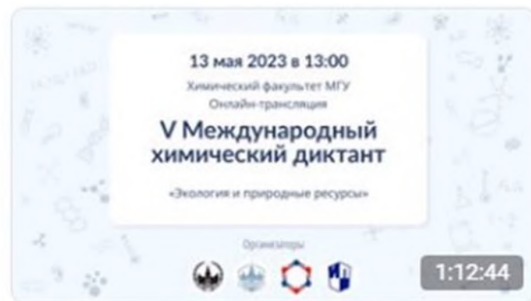 13 мая 2023 в 13:00
Химический факультет МГУ
Онлайн-трансляция
V Международный
химический диктант
«Экология и природные ресурсы»
Организаторы
1:12:44